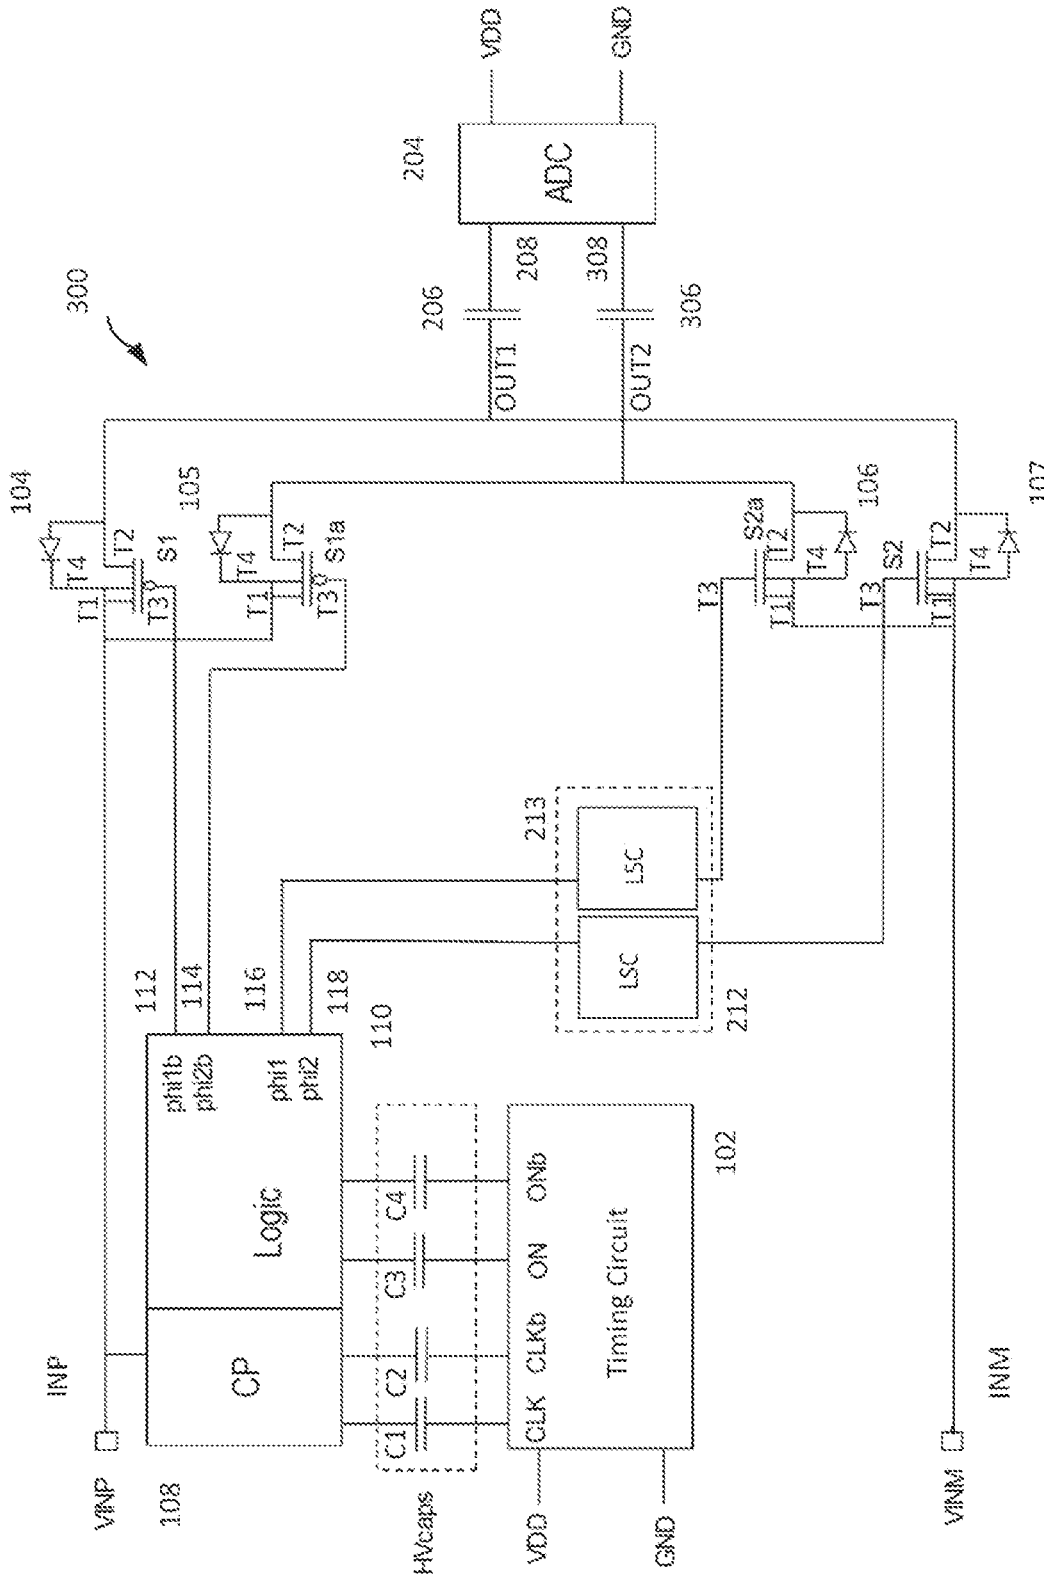 300
VINP
INP
108
CP
Logic
phi1b
phi2b
phi1
phi2
112
114
116
118
110
HVcaps
C1
C2
C3
C4
CLK
CLKb
ON
ONb
Timing Circuit
102
VDD
GND
VINM
INM
LSC
LSC
212
213
104
T1
T4
T2
T3
S1
105
T1
T4
T2
T3
S1a
106
T3
S2a
T2
T4
T1
107
T3
S2
T2
T4
T1
OUT1
OUT2
206
208
306
308
204
ADC
VDD
GND